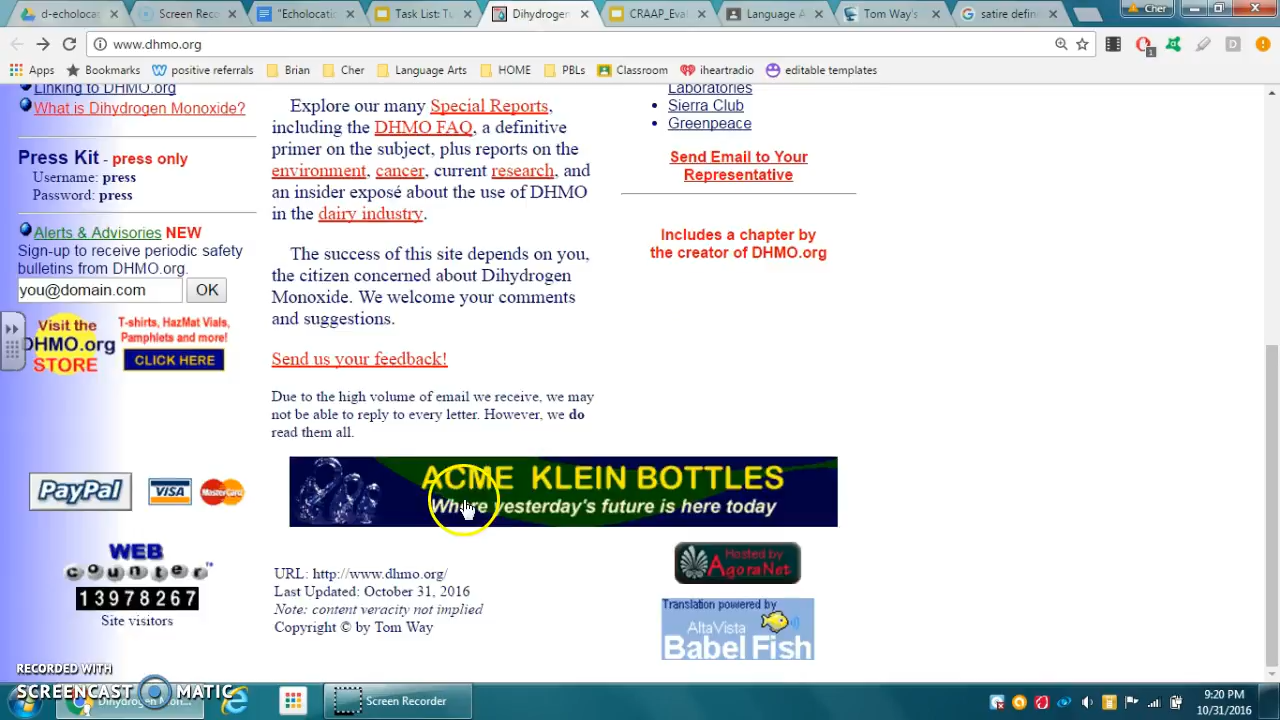 d-echoloca
Screen Rec
"Echolocatio
Task List: Tu
Dihydrogen
CRAAP_Eval
Language A
Tom Way's
satire defini
Cher
www.dhmo.org
Apps
Bookmarks
positive referrals
Brian
Cher
Language Arts
HOME
PBLs
Classroom
iheartradio
editable templates
Linking to DHMO.org
What is Dihydrogen Monoxide?
Press Kit - press only
Username: press
Password: press
Alerts & Advisories NEW
Sign-up to receive periodic safety
bulletins from DHMO.org.
you@domain.com OK
Visit the
DHMO.org
STORE
T-shirts, HazMat Vials,
Pamphlets and more!
CLICK HERE
PayPal
VISA
MasterCard
WEB
counter™
13978267
Site visitors
Explore our many Special Reports,
including the DHMO FAQ, a definitive
primer on the subject, plus reports on the
environment, cancer, current research, and
an insider exposé about the use of DHMO
in the dairy industry.
The success of this site depends on you,
the citizen concerned about Dihydrogen
Monoxide. We welcome your comments
and suggestions.
Send us your feedback!
Due to the high volume of email we receive, we may
not be able to reply to every letter. However, we do
read them all.
ACME KLEIN BOTTLES
Where yesterday's future is here today
URL: http://www.dhmo.org/
Last Updated: October 31, 2016
Note: content veracity not implied
Copyright © by Tom Way
Laboratories
Sierra Club
Greenpeace
Send Email to Your
Representative
Includes a chapter by
the creator of DHMO.org
Hosted by
AgoraNet
Translation powered by
AltaVista
Babel Fish
RECORDED WITH
SCREENCAST MATIC
Dihydrogen Mon...
Screen Recorder
9:20 PM
10/31/2016